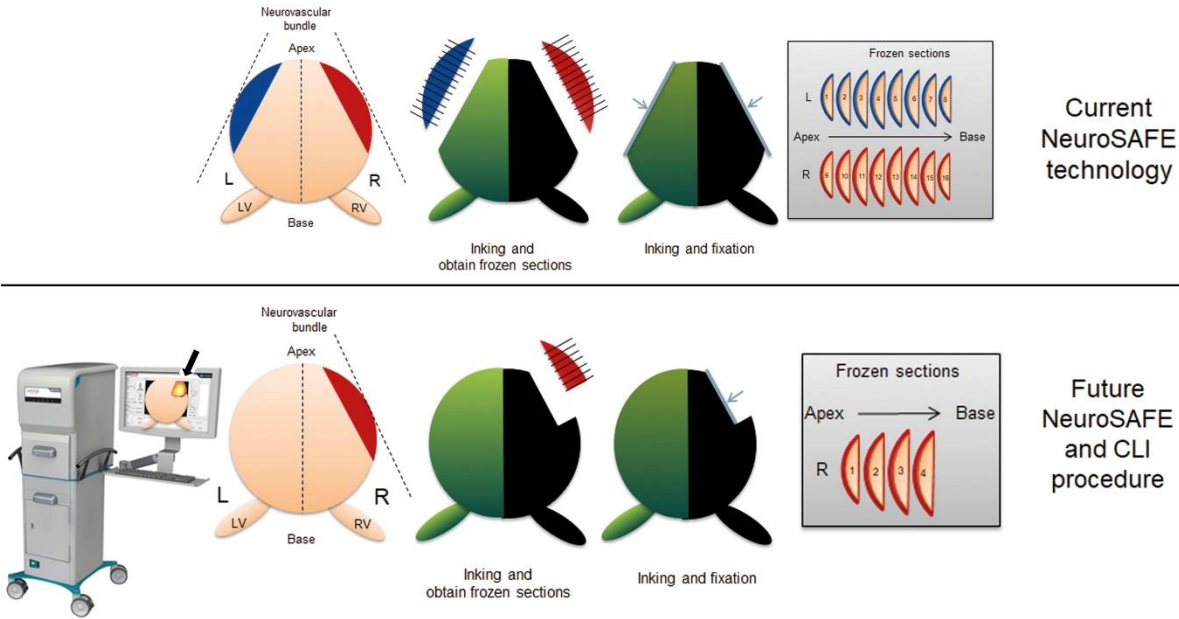 Neurovascular
bundle
Apex
L
R
LV
RV
Base
Inking and
obtain frozen sections
Inking and fixation
Frozen sections
L
1 2 3 4 5 6 7 8
Apex
Base
R
9 10 11 12 13 14 15 16
Current
NeuroSAFE
technology
Neurovascular
bundle
Apex
L
R
LV
RV
Base
Inking and
obtain frozen sections
Inking and fixation
Frozen sections
Apex
Base
R
1 2 3 4
Future
NeuroSAFE
and CLI
procedure